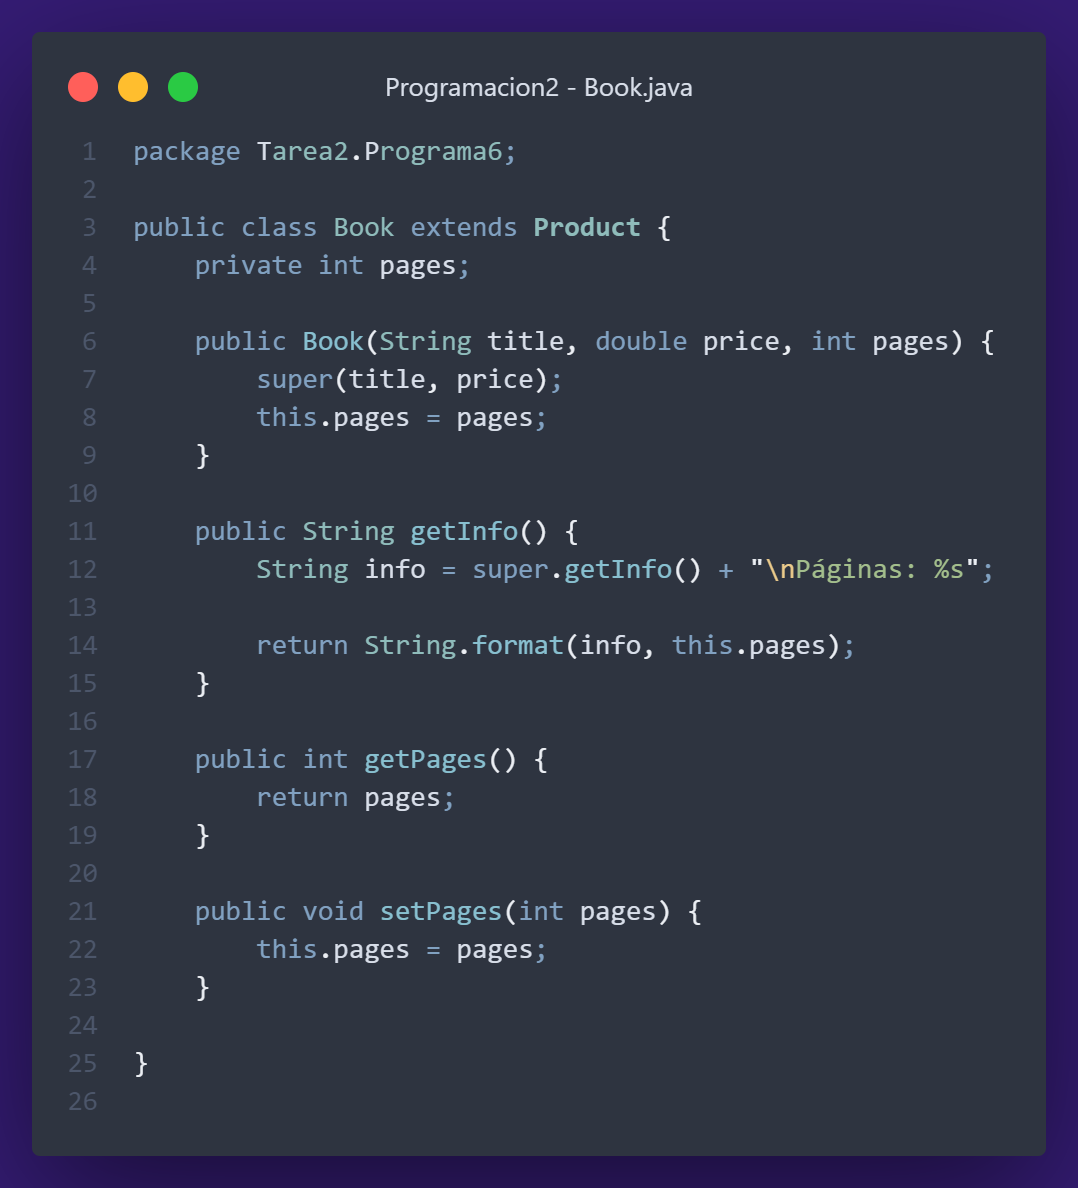 Programacion2 - Book.java
1 package Tarea2.Programa6;
2
3 public class Book extends Product {
4     private int pages;
5
6     public Book(String title, double price, int pages) {
7         super(title, price);
8         this.pages = pages;
9     }
10
11     public String getInfo() {
12         String info = super.getInfo() + "\nPáginas: %s";
13
14         return String.format(info, this.pages);
15     }
16
17     public int getPages() {
18         return pages;
19     }
20
21     public void setPages(int pages) {
22         this.pages = pages;
23     }
24
25 }
26